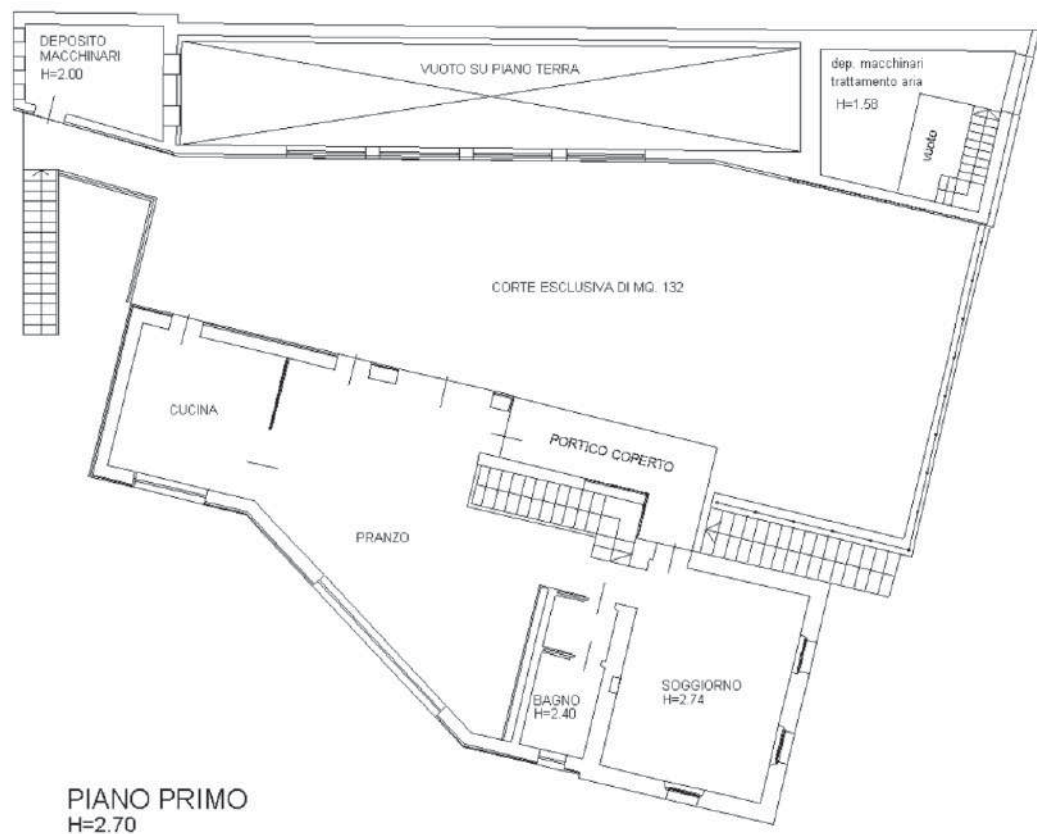 DEPOSITO
MACCHINARI
H=2.00
VUOTO SU PIANO TERRA
dep. macchinari
trattamento aria
H=1.58
vuoto
CORTE ESCLUSIVA DI MQ. 132
CUCINA
PORTICO COPERTO
PRANZO
BAGNO
H=2.40
SOGGIORNO
H=2.74
PIANO PRIMO
H=2.70